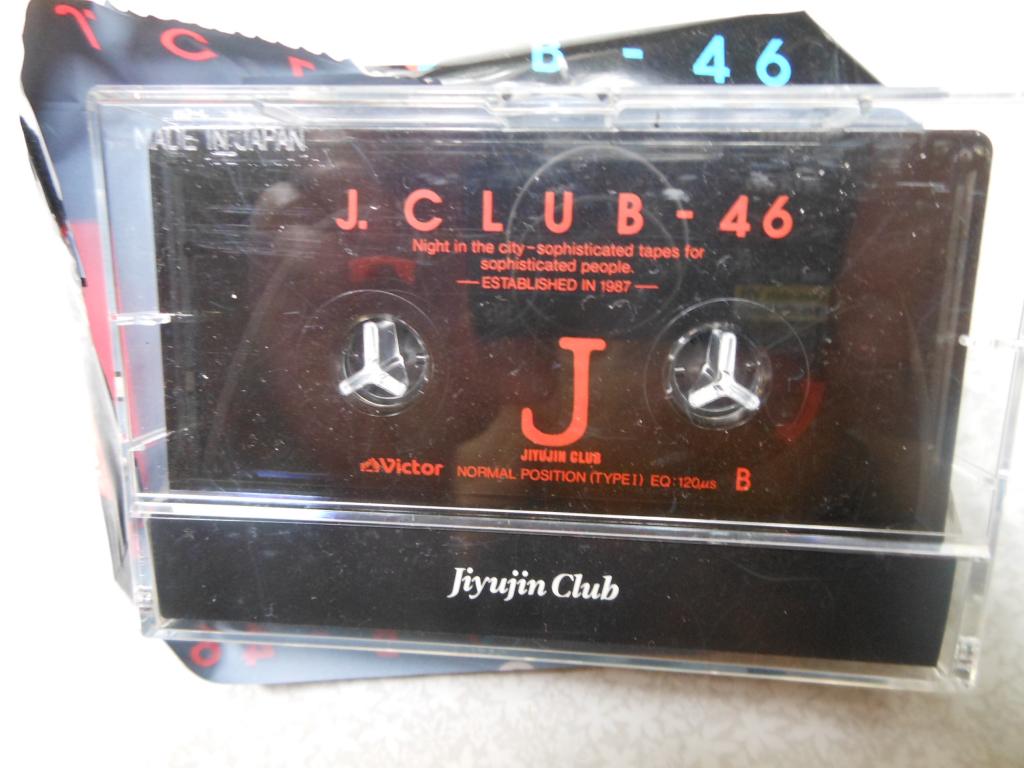 B - 46
MADE IN JAPAN
J. CLUB-46
Night in the city-sophisticated tapes for
sophisticated people.
— ESTABLISHED IN 1987 —
J
JIYUJIN CLUB
Victor NORMAL POSITION (TYPE I) EQ:120μs B
Jiyujin Club